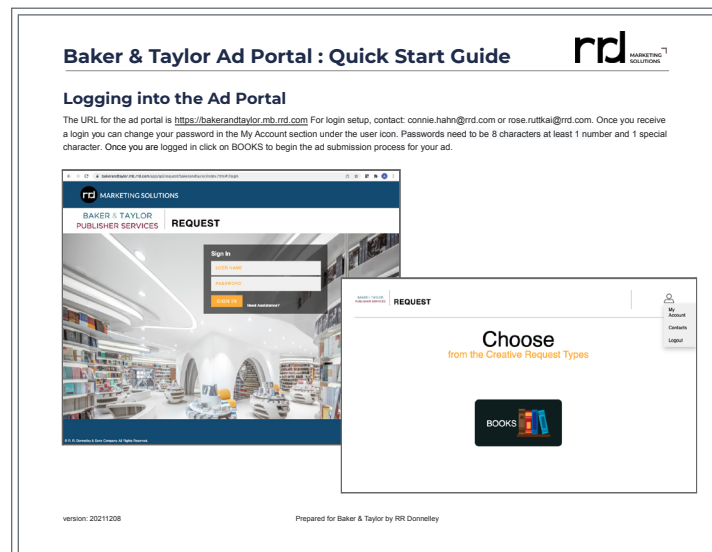 Baker & Taylor Ad Portal : Quick Start Guide
rrd MARKETING
SOLUTIONS
Logging into the Ad Portal
The URL for the ad portal is https://bakerandtaylor.mb.rrd.com For login setup, contact: connie.hahn@rrd.com or rose.ruttkai@rrd.com. Once you receive
a login you can change your password in the My Account section under the user icon. Passwords need to be 8 characters at least 1 number and 1 special
character. Once you are logged in click on BOOKS to begin the ad submission process for your ad.
rrd MARKETING SOLUTIONS
BAKER & TAYLOR
PUBLISHER SERVICES
REQUEST
Sign In
USER NAME
PASSWORD
SIGN IN
Need Assistance?
© R. R. Donnelley & Sons Company. All Rights Reserved.
BAKER & TAYLOR
PUBLISHER SERVICES
REQUEST
My
Account
Contacts
Logout
Choose
from the Creative Request Types
BOOKS
version: 20211208
Prepared for Baker & Taylor by RR Donnelley